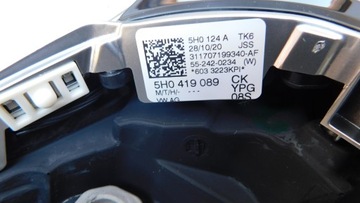 5H0 124 A TK6
28/10/20 JSS
311707199340-AF
55-242-0234 (W)
*603 3223KPI*
5H0 419 089 CK
M/T/H/- --- YPG
VW AG 08S